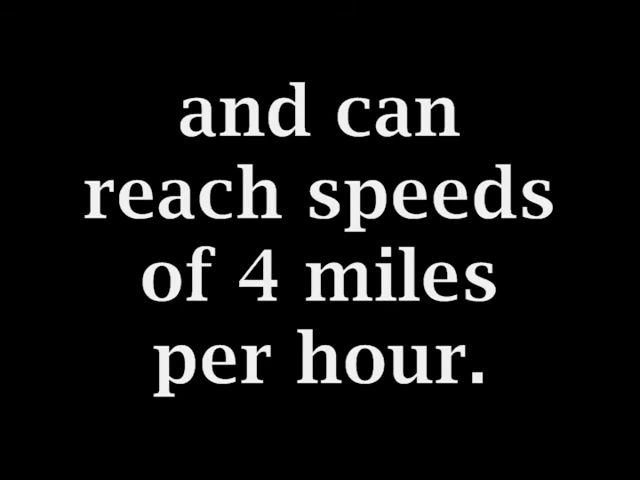 and can
reach speeds
of 4 miles
per hour.